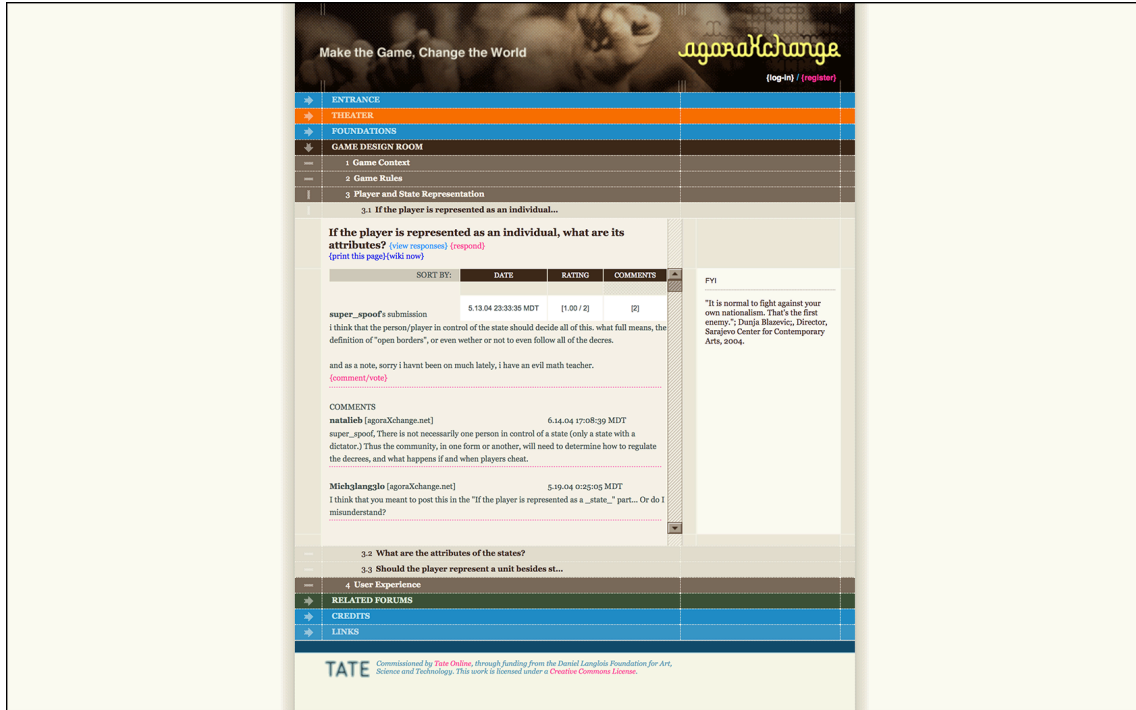 Make the Game, Change the World
agoraXchange
{log-in} / {register}
ENTRANCE
THEATER
FOUNDATIONS
GAME DESIGN ROOM
1 Game Context
2 Game Rules
3 Player and State Representation
3.1 If the player is represented as an individual...
If the player is represented as an individual, what are its
attributes? {view responses} {respond}
{print this page}{wiki now}
SORT BY: DATE RATING COMMENTS
5.13.04 23:33:35 MDT [1.00 / 2] [2]
super_spoof's submission
i think that the person/player in control of the state should decide all of this. what full means, the
definition of "open borders", or even wether or not to even follow all of the decres.
and as a note, sorry i havnt been on much lately, i have an evil math teacher.
{comment/vote}
COMMENTS
natalieb [agoraXchange.net] 6.14.04 17:08:39 MDT
super_spoof, There is not necessarily one person in control of a state (only a state with a
dictator.) Thus the community, in one form or another, will need to determine how to regulate
the decrees, and what happens if and when players cheat.
Mich3lang3lo [agoraXchange.net] 5.19.04 0:25:05 MDT
I think that you meant to post this in the "If the player is represented as a _state_" part... Or do I
misunderstand?
FYI
"It is normal to fight against your
own nationalism. That's the first
enemy."; Dunja Blazevic;, Director,
Sarajevo Center for Contemporary
Arts, 2004.
3.2 What are the attributes of the states?
3.3 Should the player represent a unit besides st...
4 User Experience
RELATED FORUMS
CREDITS
LINKS
TATE
Commissioned by Tate Online, through funding from the Daniel Langlois Foundation for Art,
Science and Technology. This work is licensed under a Creative Commons License.